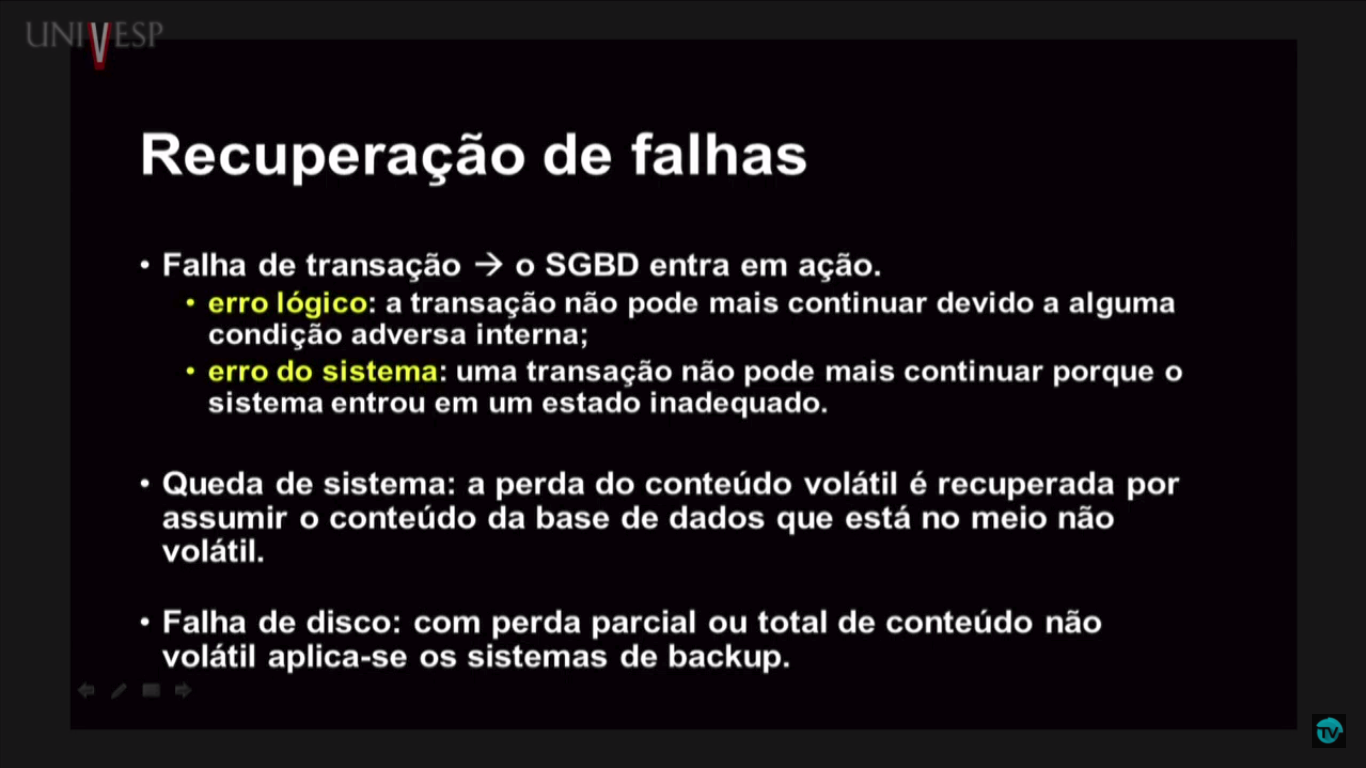 UNIVESP
Recuperação de falhas
• Falha de transação → o SGBD entra em ação.
• erro lógico: a transação não pode mais continuar devido a alguma
condição adversa interna;
• erro do sistema: uma transação não pode mais continuar porque o
sistema entrou em um estado inadequado.
• Queda de sistema: a perda do conteúdo volátil é recuperada por
assumir o conteúdo da base de dados que está no meio não
volátil.
• Falha de disco: com perda parcial ou total de conteúdo não
volátil aplica-se os sistemas de backup.
TV